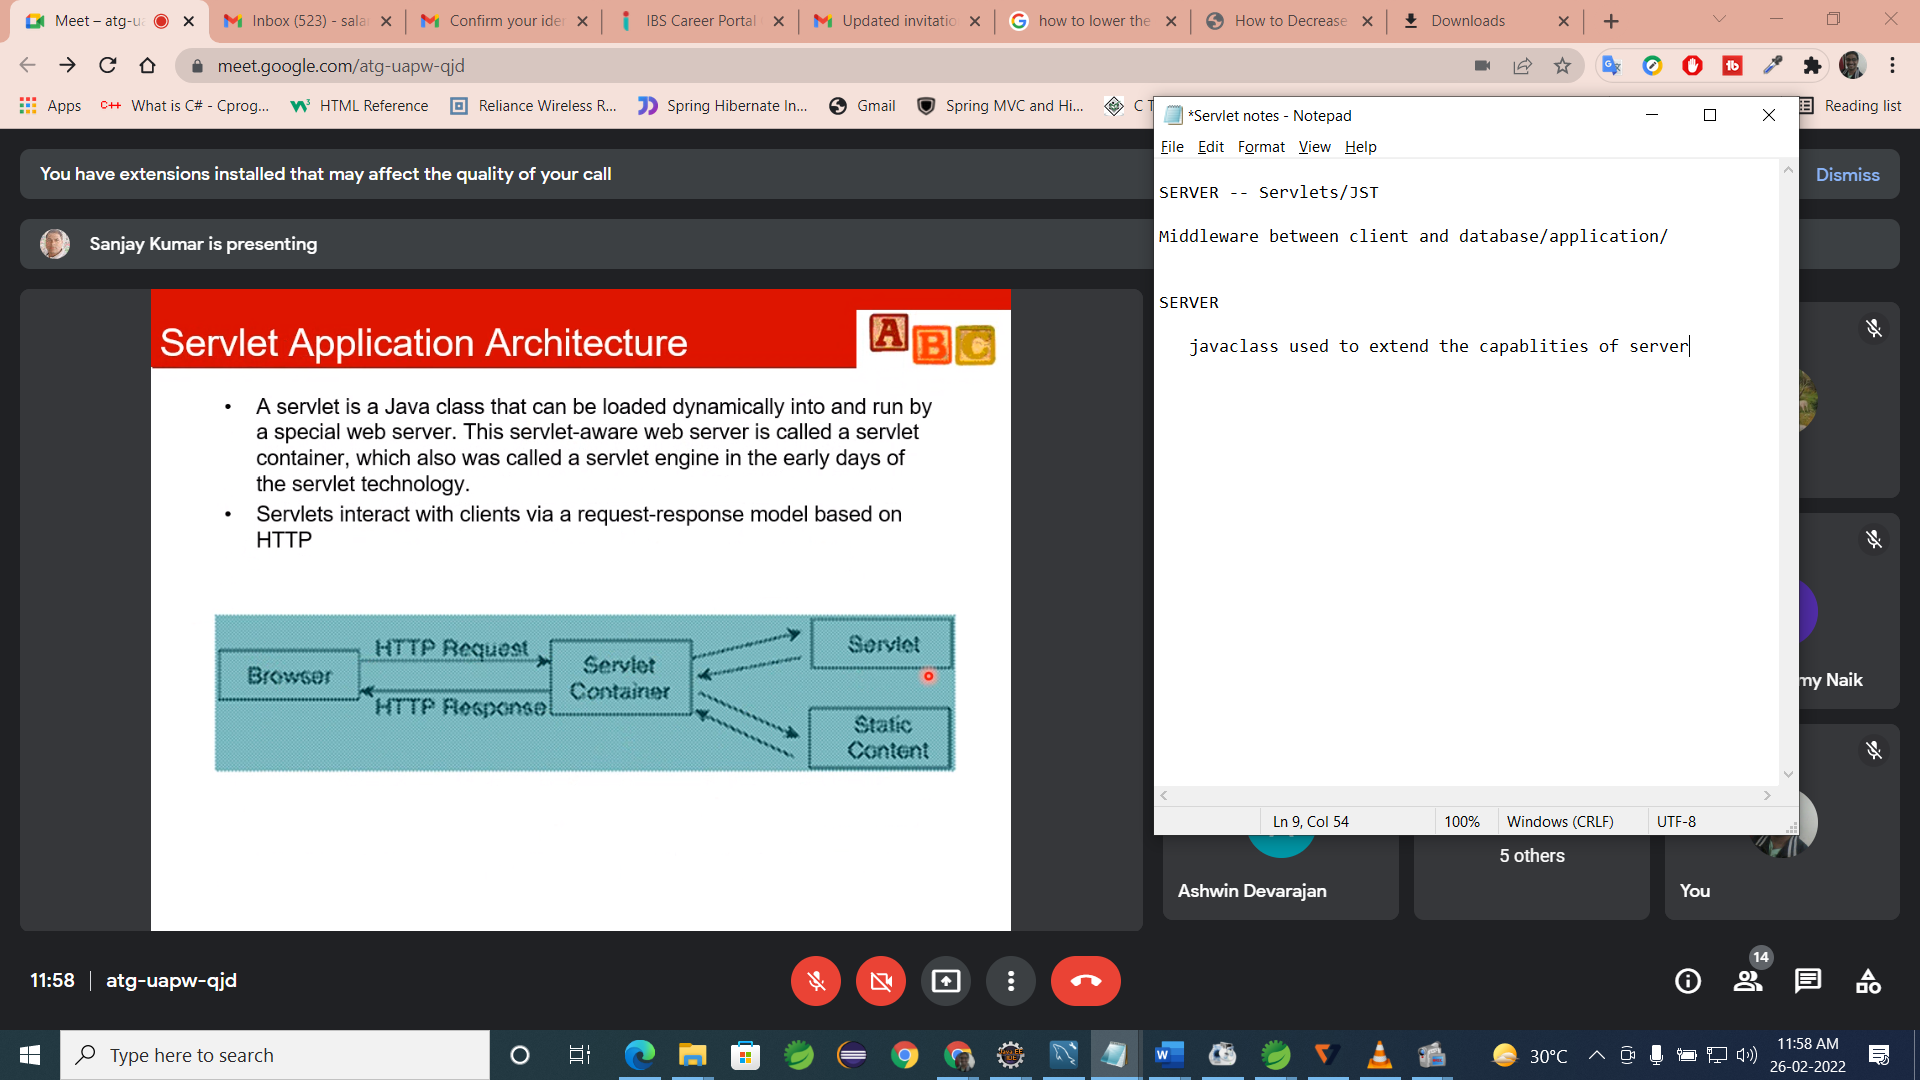 Meet – atg-ua
Inbox (523) - salar
Confirm your iden
IBS Career Portal
Updated invitatio
how to lower the
How to Decrease
Downloads
meet.google.com/atg-uapw-qjd
Apps
C++ What is C# - Cprog...
HTML Reference
Reliance Wireless R...
Spring Hibernate In...
Gmail
Spring MVC and Hi...
C T
Reading list
You have extensions installed that may affect the quality of your call
Dismiss
Sanjay Kumar is presenting
Servlet Application Architecture
A B C
• A servlet is a Java class that can be loaded dynamically into and run by
a special web server. This servlet-aware web server is called a servlet
container, which also was called a servlet engine in the early days of
the servlet technology.
• Servlets interact with clients via a request-response model based on
HTTP
Browser
HTTP Request
HTTP Response
Servlet
Container
Servlet
Static
Content
*Servlet notes - Notepad
File Edit Format View Help
SERVER -- Servlets/JST
Middleware between client and database/application/
SERVER
javaclass used to extend the capablities of server
Ln 9, Col 54
100%
Windows (CRLF)
UTF-8
my Naik
Ashwin Devarajan
5 others
You
11:58 | atg-uapw-qjd
14
Type here to search
30°C
11:58 AM
26-02-2022